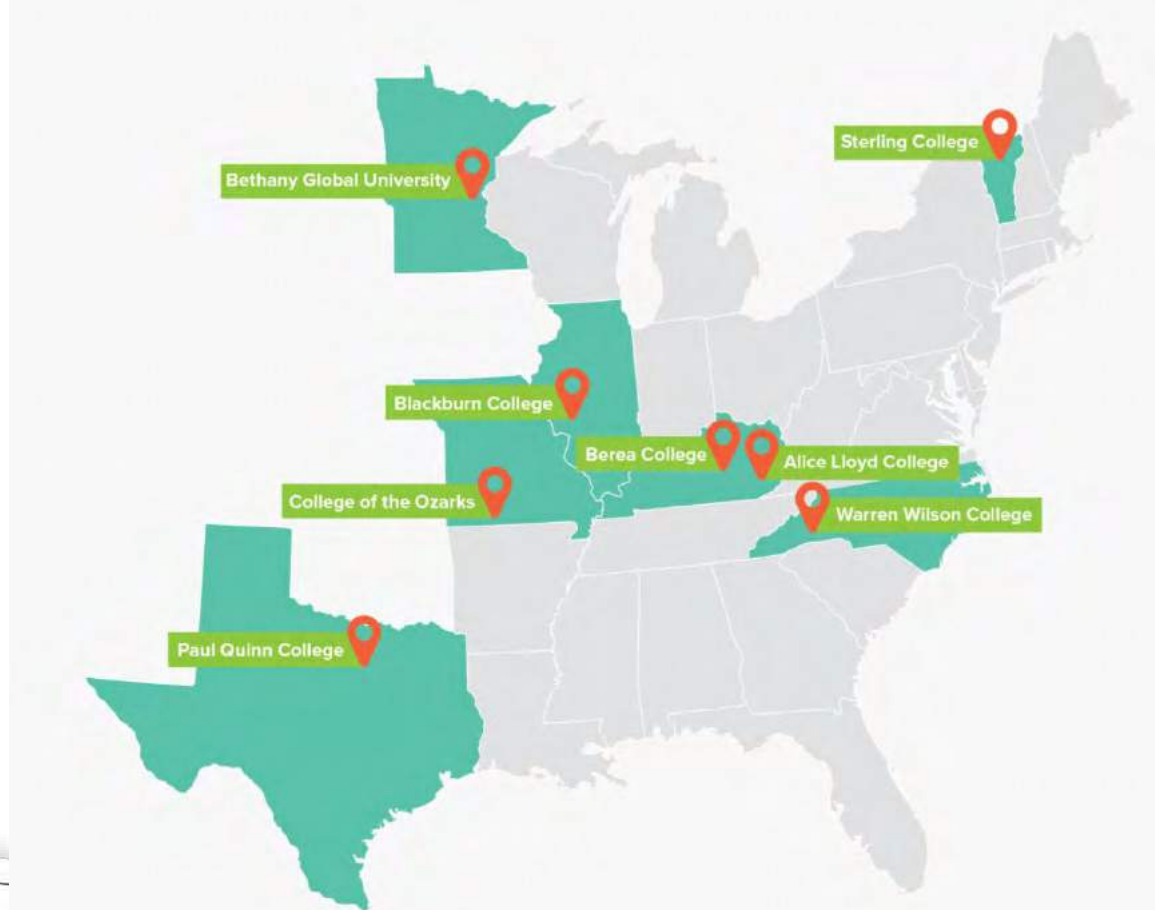 Sterling College
Bethany Global University
Blackburn College
Berea College
Alice Lloyd College
College of the Ozarks
Warren Wilson College
Paul Quinn College